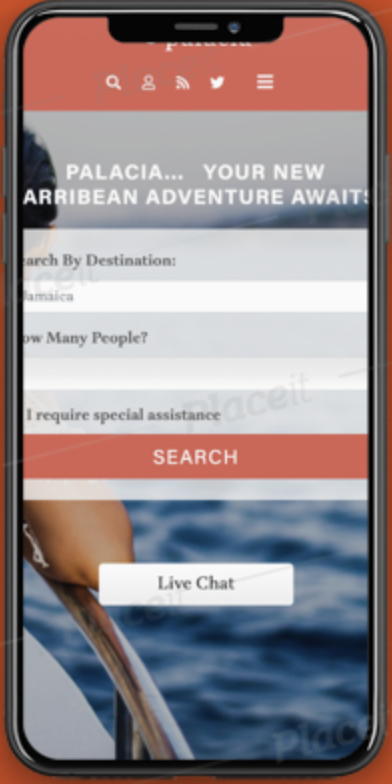 palacia
PALACIA... YOUR NEW
ARRIBEAN ADVENTURE AWAITS
earch By Destination:
Jamaica
ow Many People?
I require special assistance
SEARCH
Live Chat
Placeit
Placeit
Placeit
Placeit